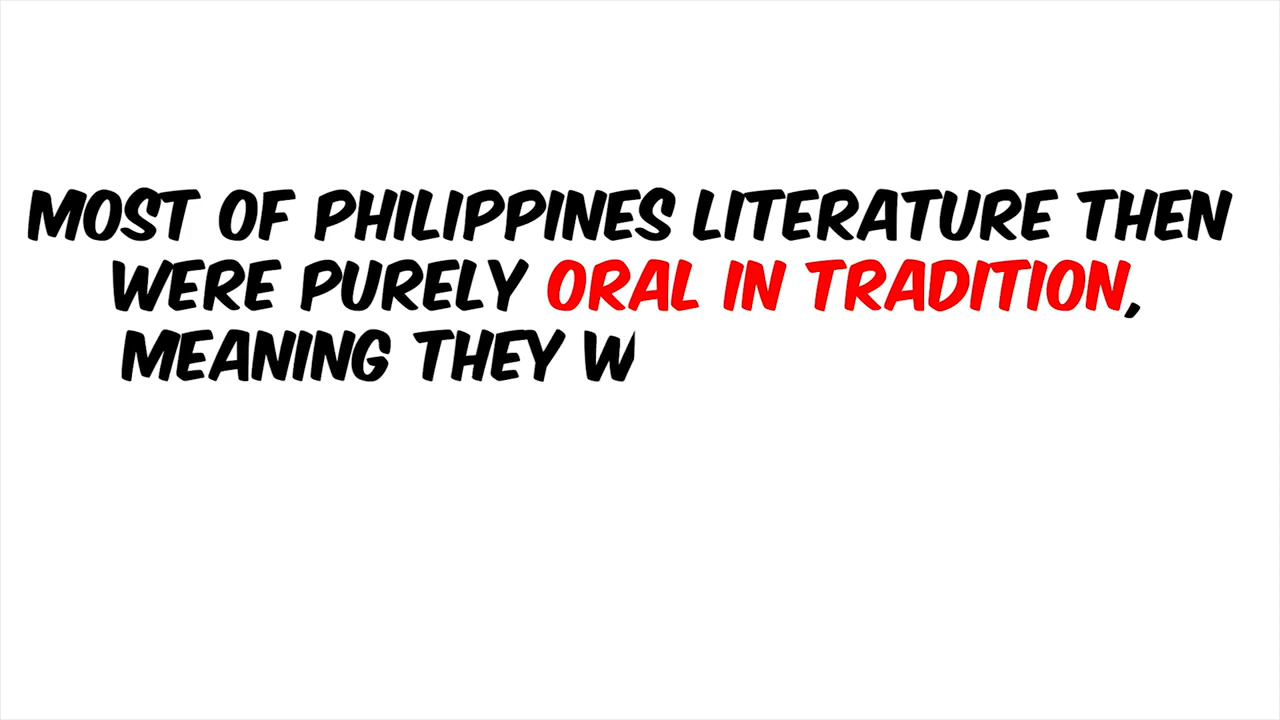 MOST OF PHILIPPINES LITERATURE THEN
WERE PURELY ORAL IN TRADITION,
MEANING THEY W